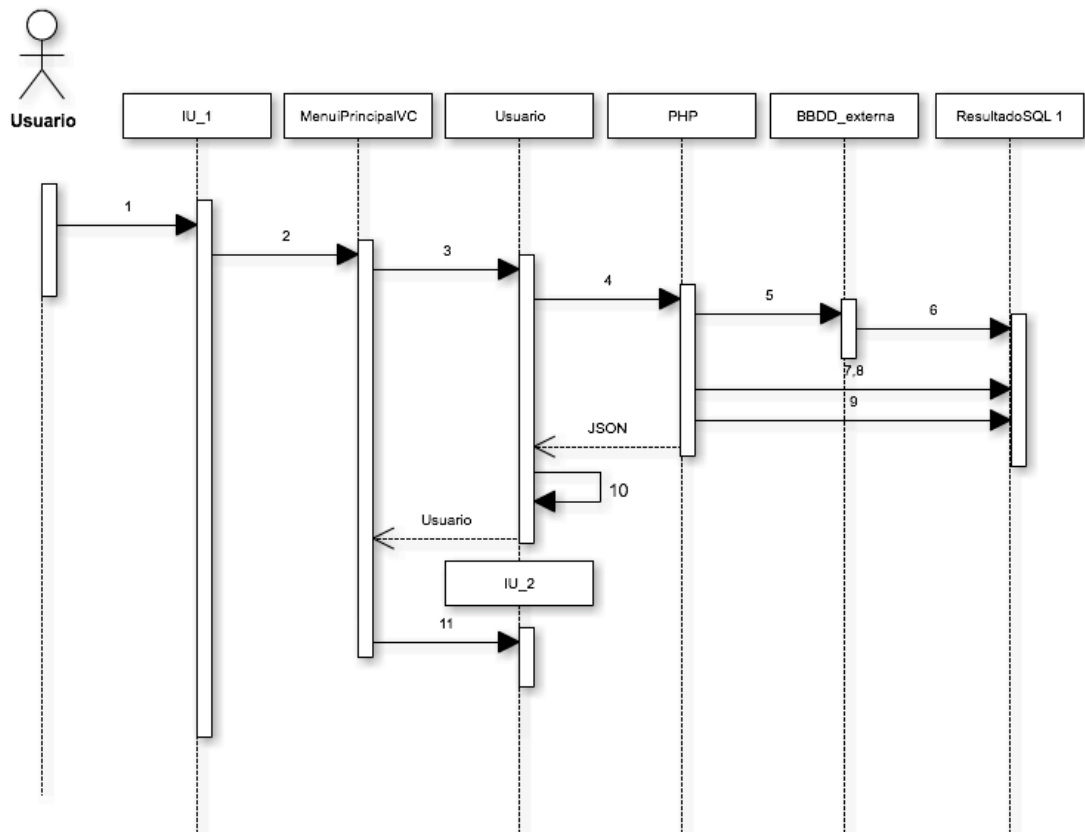 Usuario
IU_1
MenuiPrincipalVC
Usuario
PHP
BBDD_externa
ResultadoSQL 1
1
2
3
4
5
6
7,8
9
JSON
10
Usuario
IU_2
11